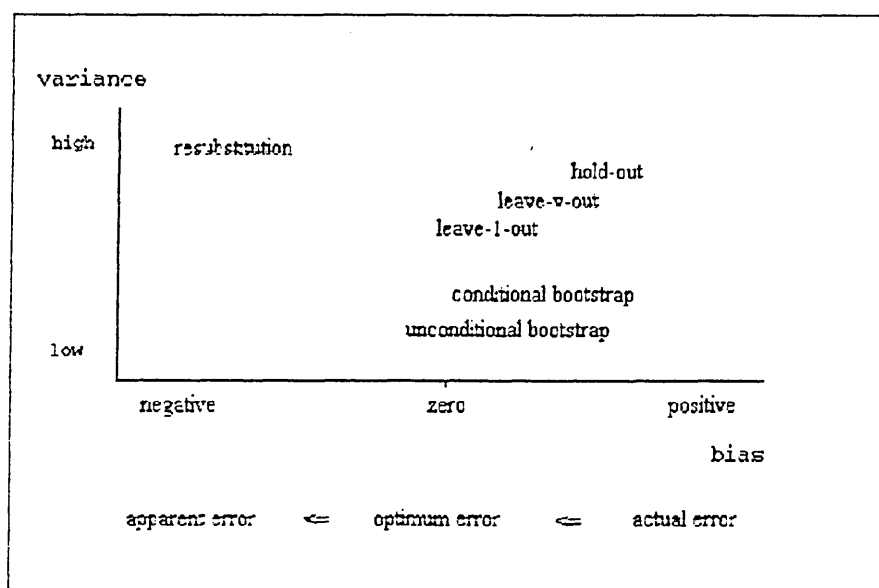 variance
high
resubstitution
hold-out
leave-v-out
leave-1-out
conditional bootstrap
unconditional bootstrap
low
negative zero positive
bias
apparent error <= optimum error <= actual error